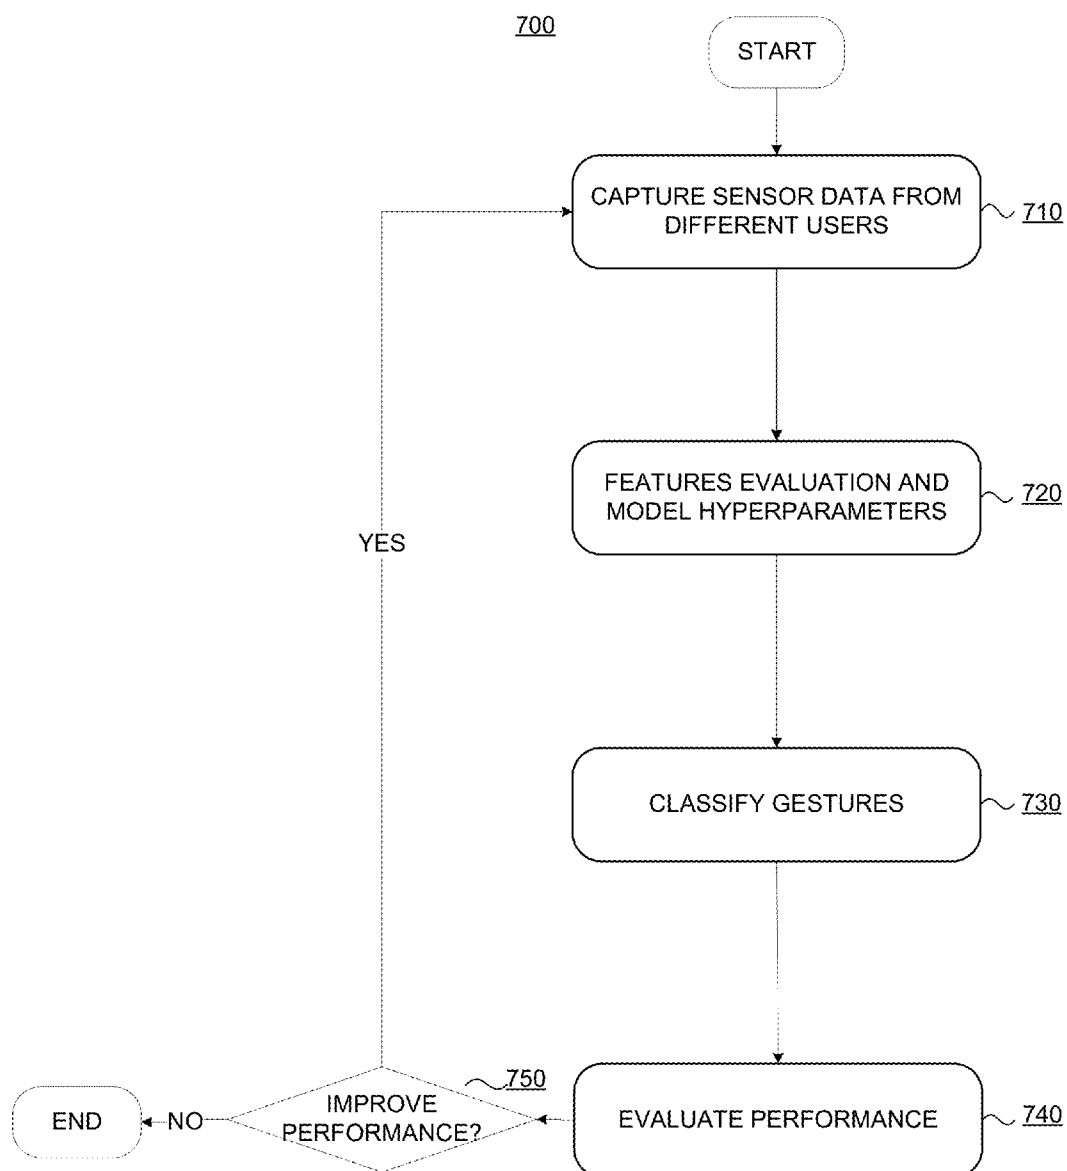 700
START
CAPTURE SENSOR DATA FROM
DIFFERENT USERS
710
FEATURES EVALUATION AND
MODEL HYPERPARAMETERS
720
YES
CLASSIFY GESTURES
730
750
IMPROVE
PERFORMANCE?
NO
END
EVALUATE PERFORMANCE
740